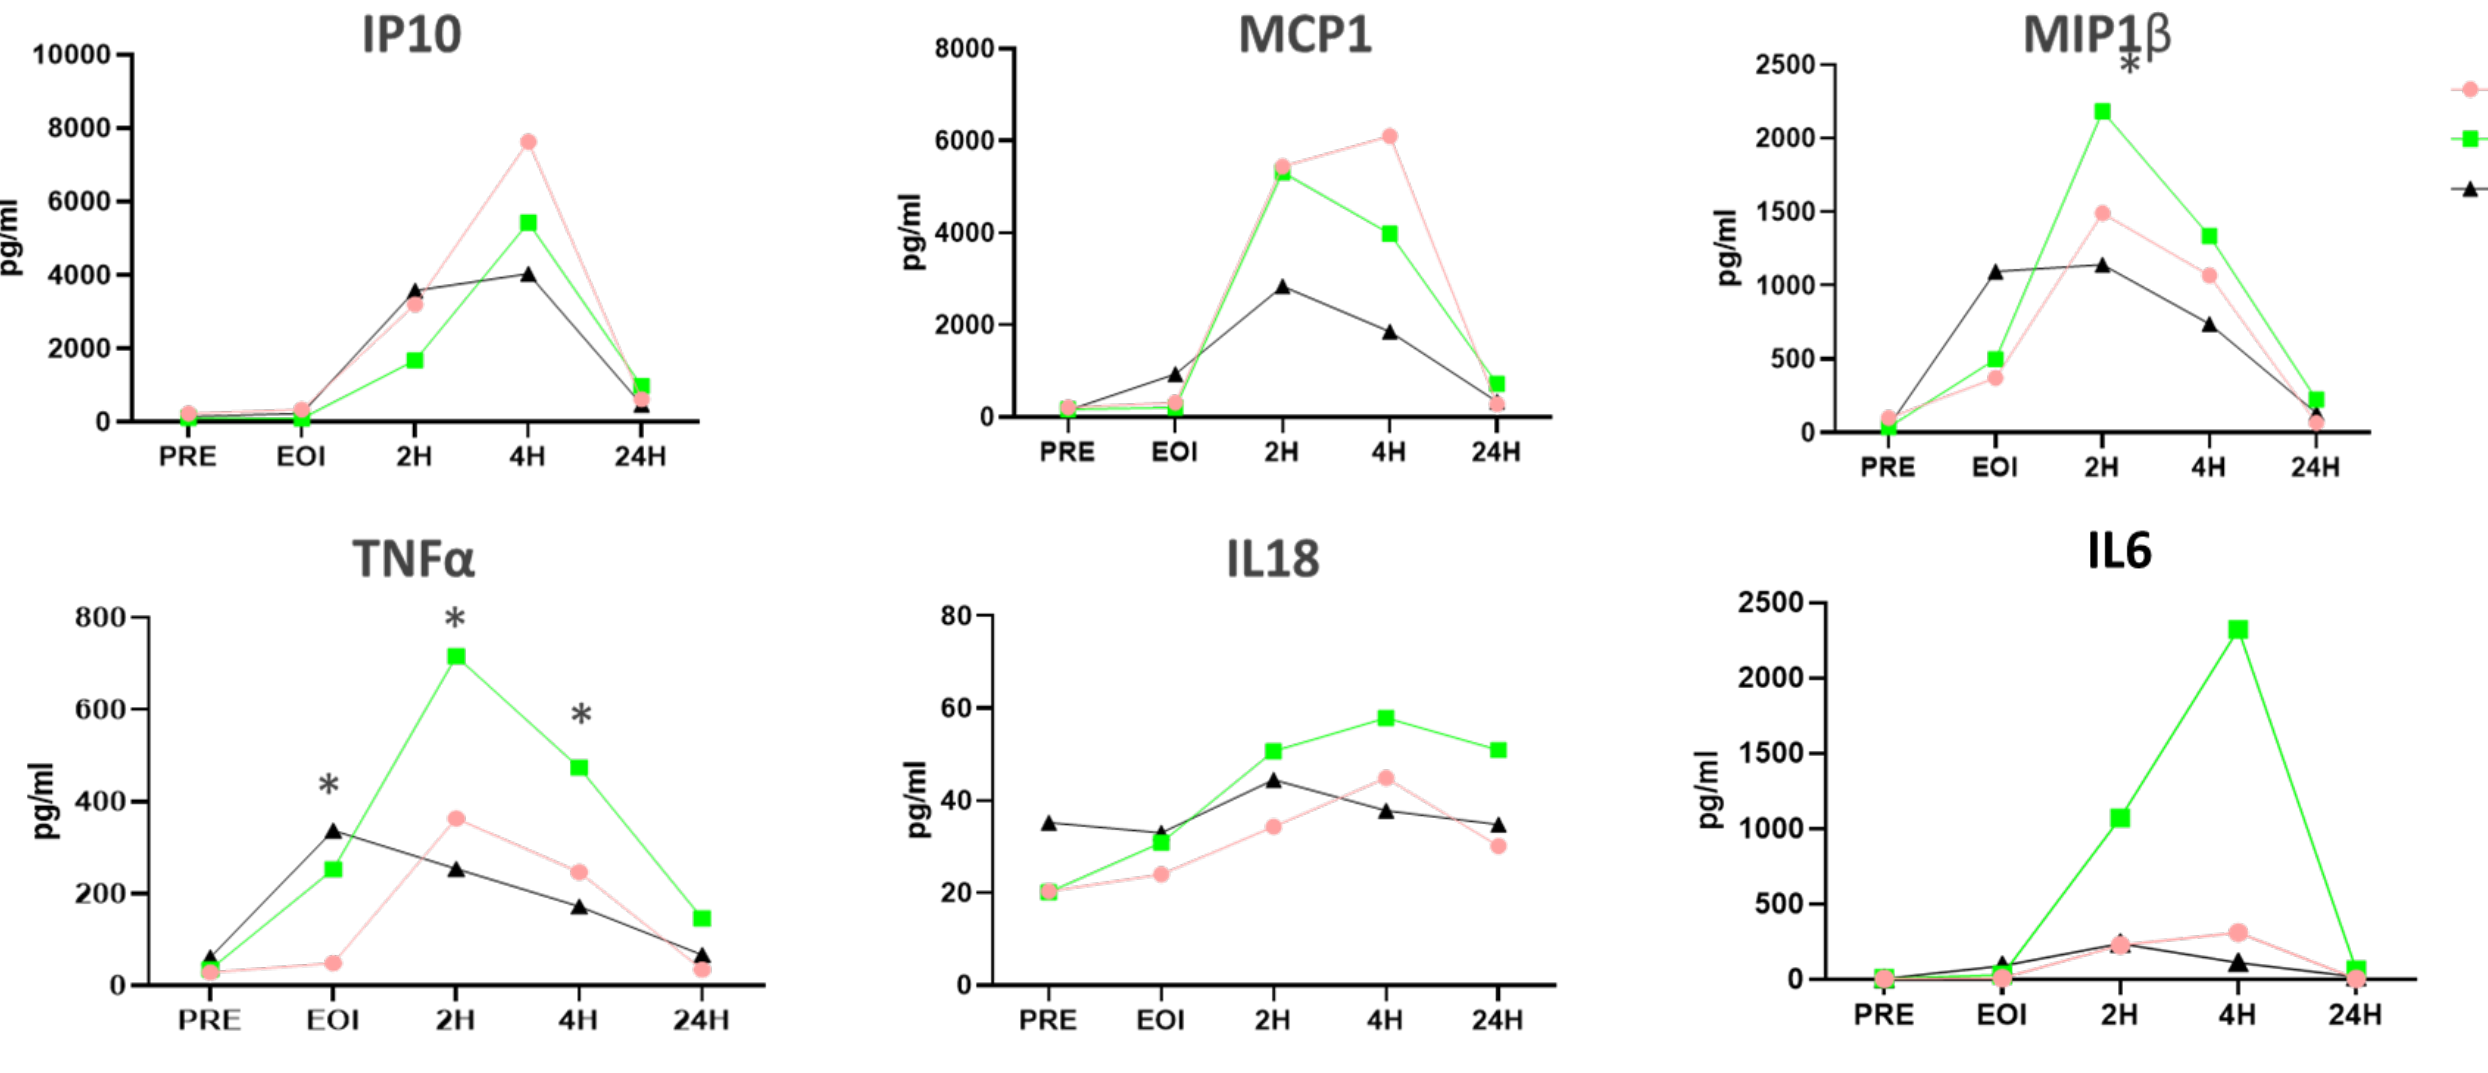 IP10
10000
8000
6000
4000
2000
0
pg/ml
PRE EOI 2H 4H 24H
MCP1
8000
6000
4000
2000
0
pg/ml
PRE EOI 2H 4H 24H
MIP1β
*
2500
2000
1500
1000
500
0
pg/ml
PRE EOI 2H 4H 24H
TNFα
800
600
400
200
0
pg/ml
*
*
*
PRE EOI 2H 4H 24H
IL18
80
60
40
20
0
pg/ml
PRE EOI 2H 4H 24H
IL6
2500
2000
1500
1000
500
0
pg/ml
PRE EOI 2H 4H 24H